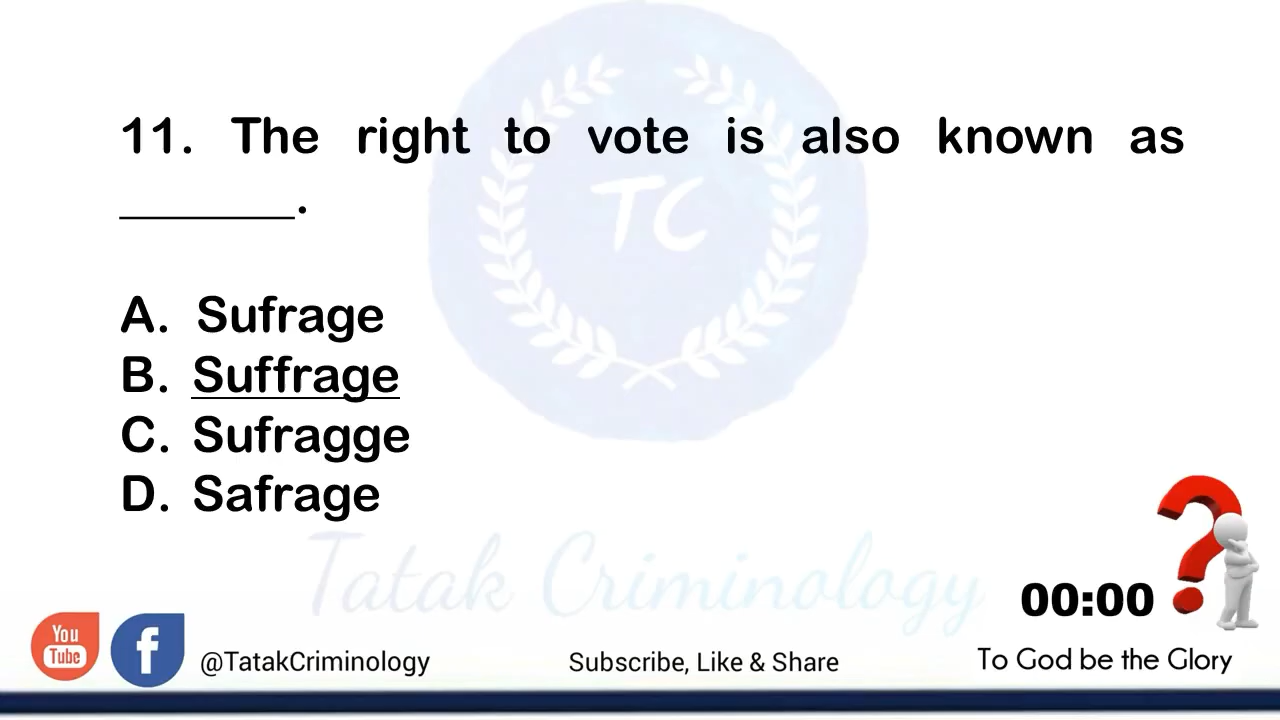 11. The right to vote is also known as
_______.
TC
A. Sufrage
B. Suffrage
C. Sufragge
D. Safrage
Tatak Criminology
00:00
You
Tube
f
@TatakCriminology
Subscribe, Like & Share
To God be the Glory